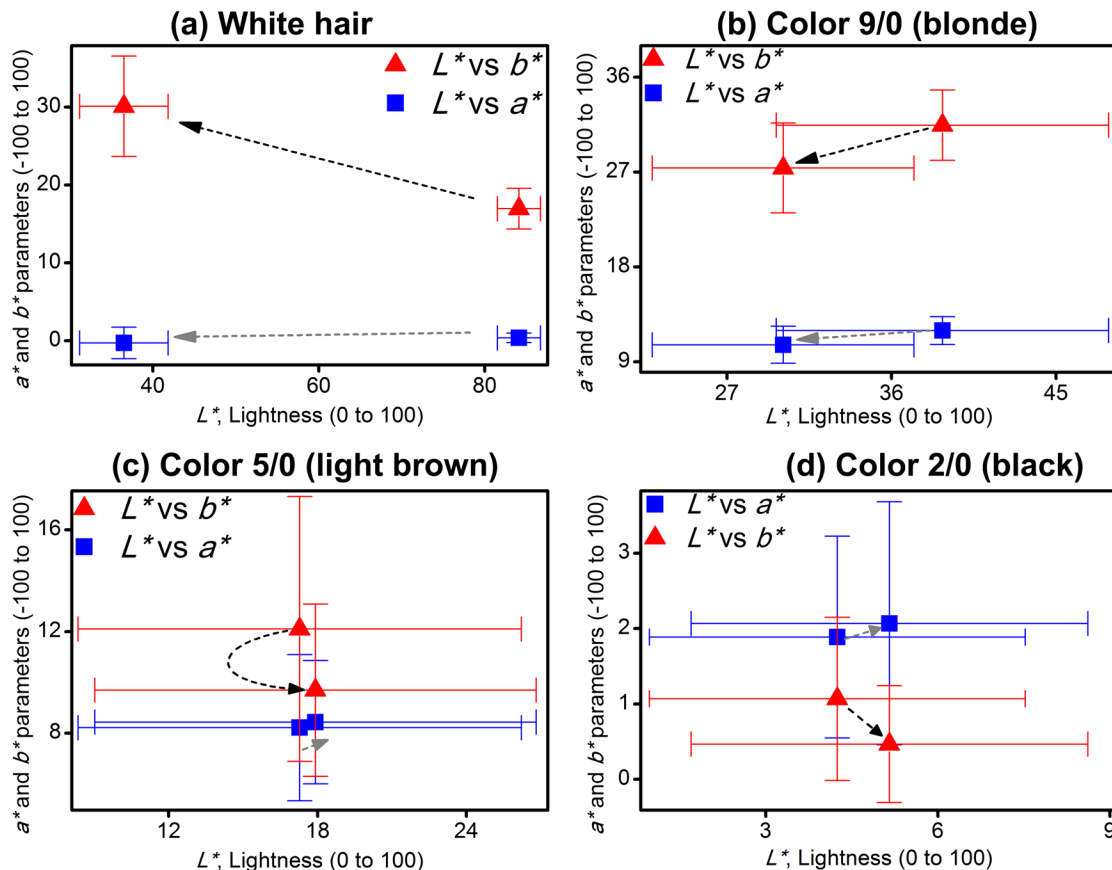 (a) White hair
L* vs b*
L* vs a*
a* and b* parameters (-100 to 100)
30
20
10
0
40
60
80
L*, Lightness (0 to 100)
(b) Color 9/0 (blonde)
L* vs b*
L* vs a*
a* and b* parameters (-100 to 100)
36
27
18
9
27
36
45
L*, Lightness (0 to 100)
(c) Color 5/0 (light brown)
L* vs b*
L* vs a*
a* and b* parameters (-100 to 100)
16
12
8
12
18
24
L*, Lightness (0 to 100)
(d) Color 2/0 (black)
L* vs a*
L* vs b*
a* and b* parameters (-100 to 100)
3
2
1
0
3
6
9
L*, Lightness (0 to 100)